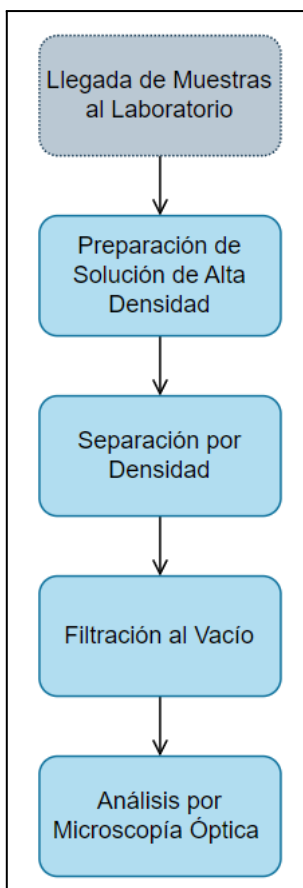 Llegada de Muestras
al Laboratorio
Preparación de
Solución de Alta
Densidad
Separación por
Densidad
Filtración al Vacío
Análisis por
Microscopía Óptica